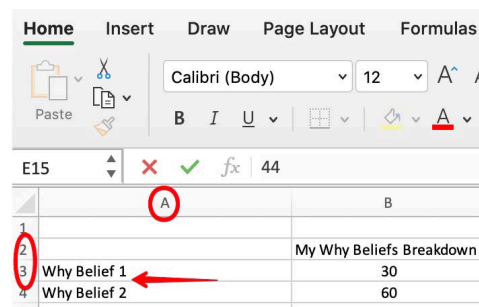 Home Insert Draw Page Layout Formulas
Paste Calibri (Body) 12 A^
B I U A
E15 fx 44
A B
1
2 My Why Beliefs Breakdown
3 Why Belief 1 30
4 Why Belief 2 60